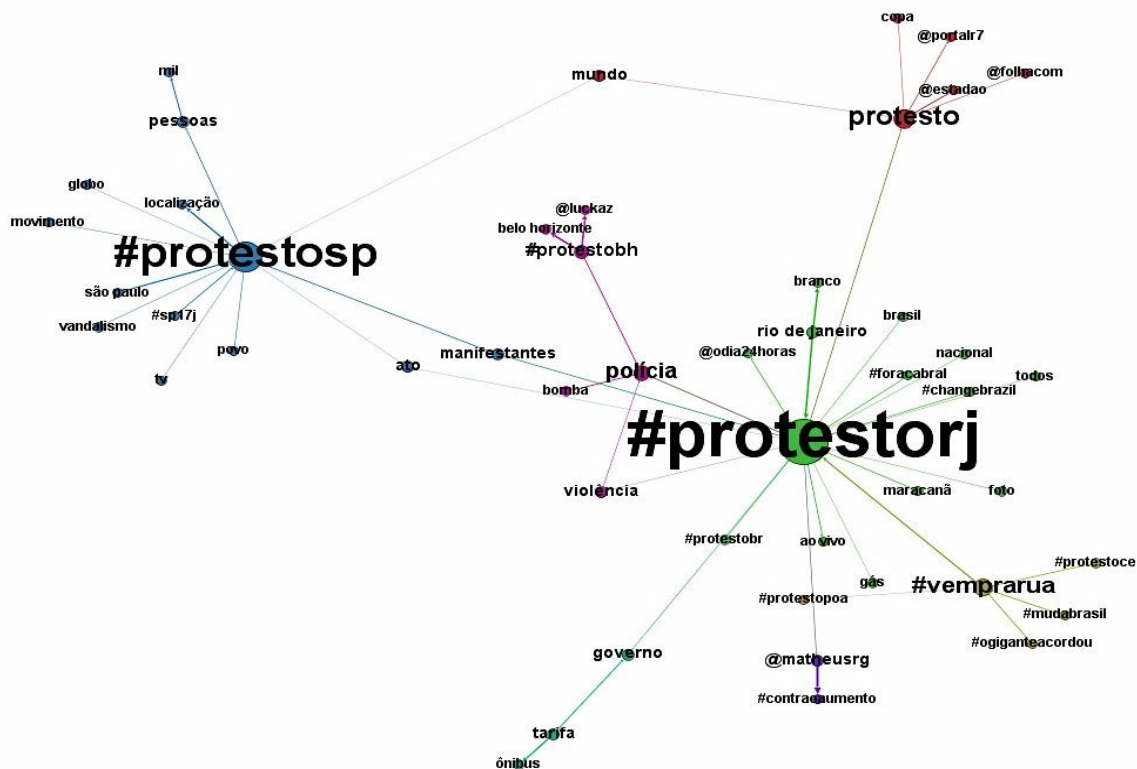 copa
@portalr7
mundo
@folhacom
mil
@estadao
protesto
pessoas
globo
localização
@luckaz
movimento
belo horizonte
#protestobh
#protestosp
branco
são paulo
#sp17j
brasil
vandalismo
rio de janeiro
povo
manifestantes
@odia24horas
nacional
ato
polícia
#foracabral
todos
tv
bomba
#changebrazil
#protestorj
violência
maracanã
foto
#protestobr
ao vivo
#protestoce
gás
#vemprarua
#protestopoa
#mudabrasil
#ogiganteacordou
governo
@matheusrg
#contraoaumento
tarifa
ônibus